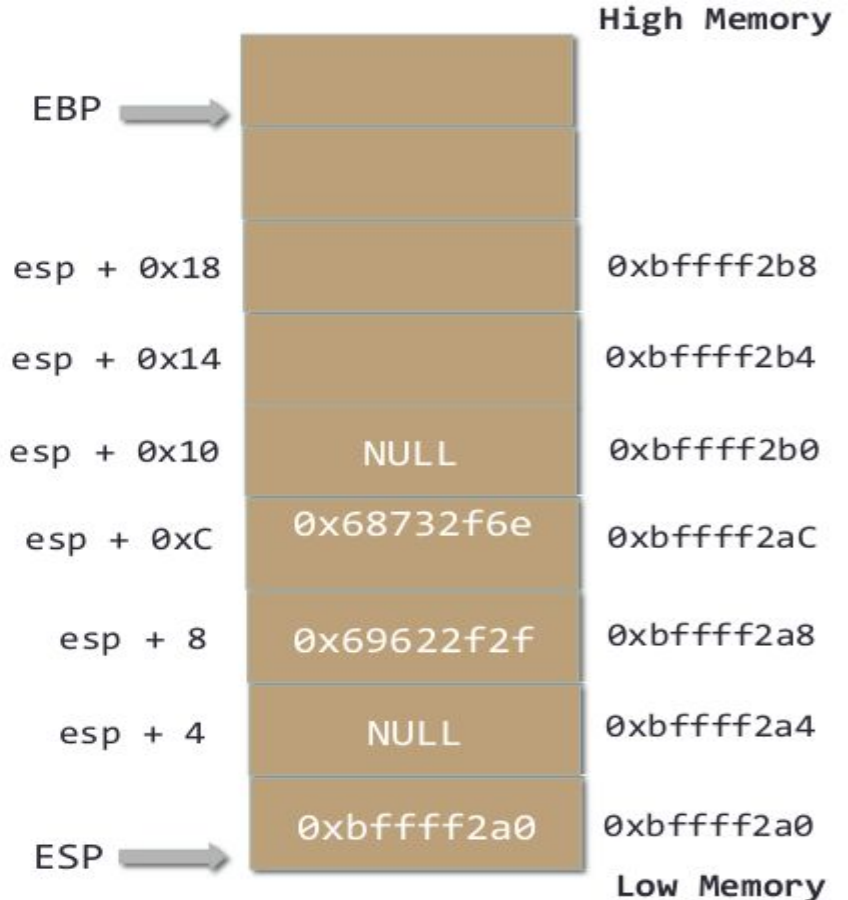 High Memory
EBP
esp + 0x18 0xbffff2b8
esp + 0x14 0xbffff2b4
esp + 0x10 NULL 0xbffff2b0
esp + 0xC 0x68732f6e 0xbffff2aC
esp + 8 0x69622f2f 0xbffff2a8
esp + 4 NULL 0xbffff2a4
0xbffff2a0 0xbffff2a0
ESP
Low Memory